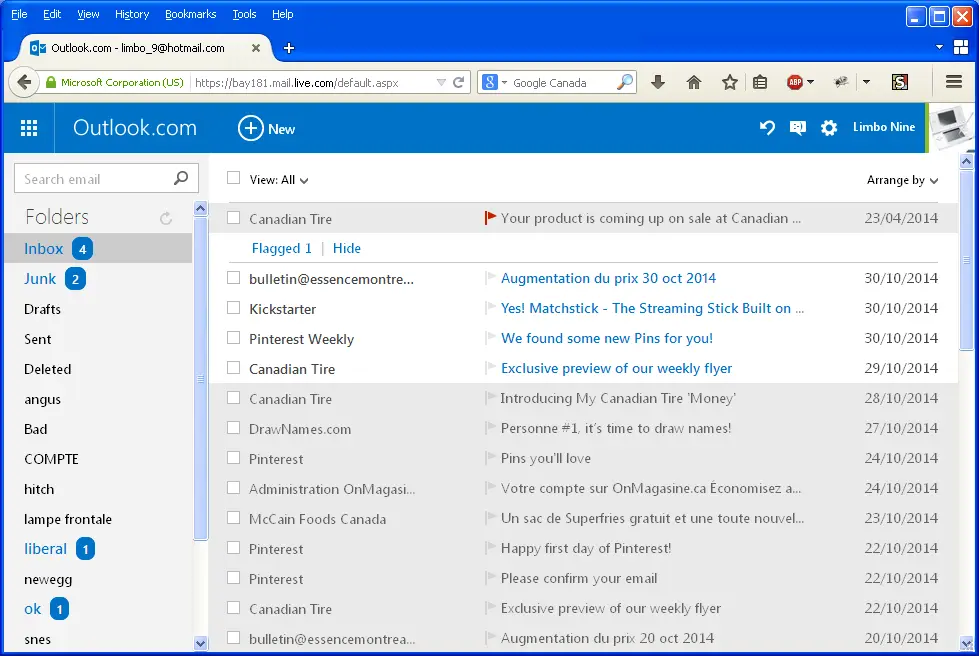 File Edit View History Bookmarks Tools Help
Outlook.com - limbo_9@hotmail.com
Microsoft Corporation (US) https://bay181.mail.live.com/default.aspx Google Canada ABP S
Outlook.com New Limbo Nine
Search email View: All Arrange by
Folders Canadian Tire Your product is coming up on sale at Canadian ... 23/04/2014
Inbox 4 Flagged 1 | Hide
Junk 2 bulletin@essencemontre... Augmentation du prix 30 oct 2014 30/10/2014
Drafts Kickstarter Yes! Matchstick - The Streaming Stick Built on ... 30/10/2014
Sent Pinterest Weekly We found some new Pins for you! 30/10/2014
Deleted Canadian Tire Exclusive preview of our weekly flyer 29/10/2014
angus Canadian Tire Introducing My Canadian Tire 'Money' 28/10/2014
Bad DrawNames.com Personne #1, it's time to draw names! 27/10/2014
COMPTE Pinterest Pins you'll love 24/10/2014
hitch Administration OnMagasi... Votre compte sur OnMagasine.ca Économisez a... 24/10/2014
lampe frontale McCain Foods Canada Un sac de Superfries gratuit et une toute nouvel... 23/10/2014
liberal 1 Pinterest Happy first day of Pinterest! 22/10/2014
newegg Pinterest Please confirm your email 22/10/2014
ok 1 Canadian Tire Exclusive preview of our weekly flyer 22/10/2014
snes bulletin@essencemontrea... Augmentation du prix 20 oct 2014 20/10/2014